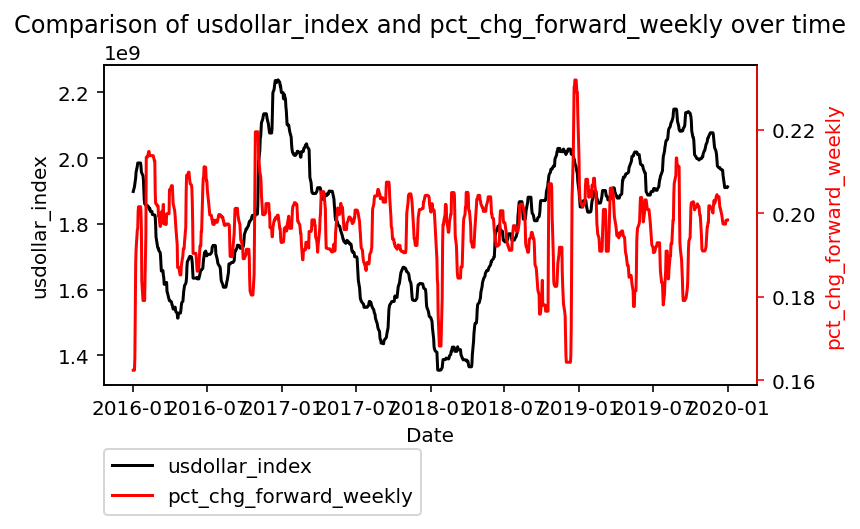 Comparison of usdollar_index and pct_chg_forward_weekly over time
1e9
2.2
2.0
1.8
1.6
1.4
usdollar_index
0.22
0.20
0.18
0.16
pct_chg_forward_weekly
2016-01 2016-07 2017-01 2017-07 2018-01 2018-07 2019-01 2019-07 2020-01
Date
usdollar_index
pct_chg_forward_weekly